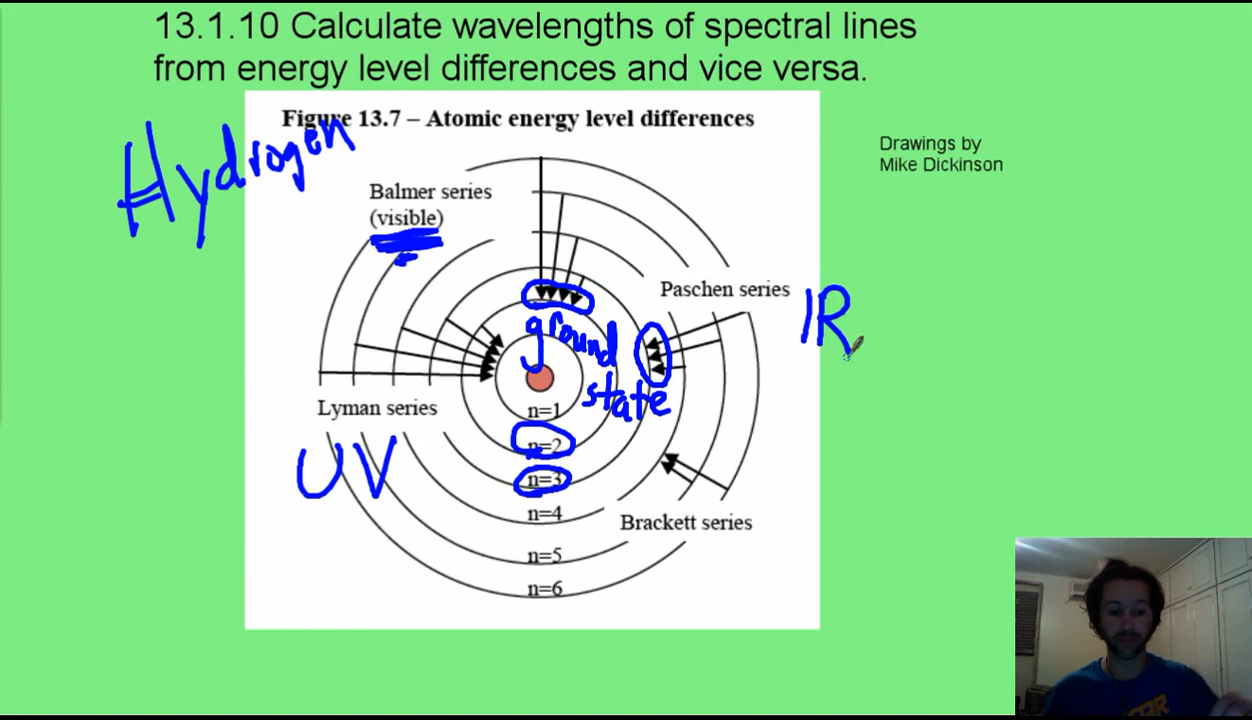 13.1.10 Calculate wavelengths of spectral lines
from energy level differences and vice versa.
Figure 13.7 – Atomic energy level differences
Hydrogen
Drawings by
Mike Dickinson
Balmer series
(visible)
Paschen series
IR
ground
state
Lyman series
UV
n=1
n=2
n=3
n=4
n=5
n=6
Brackett series